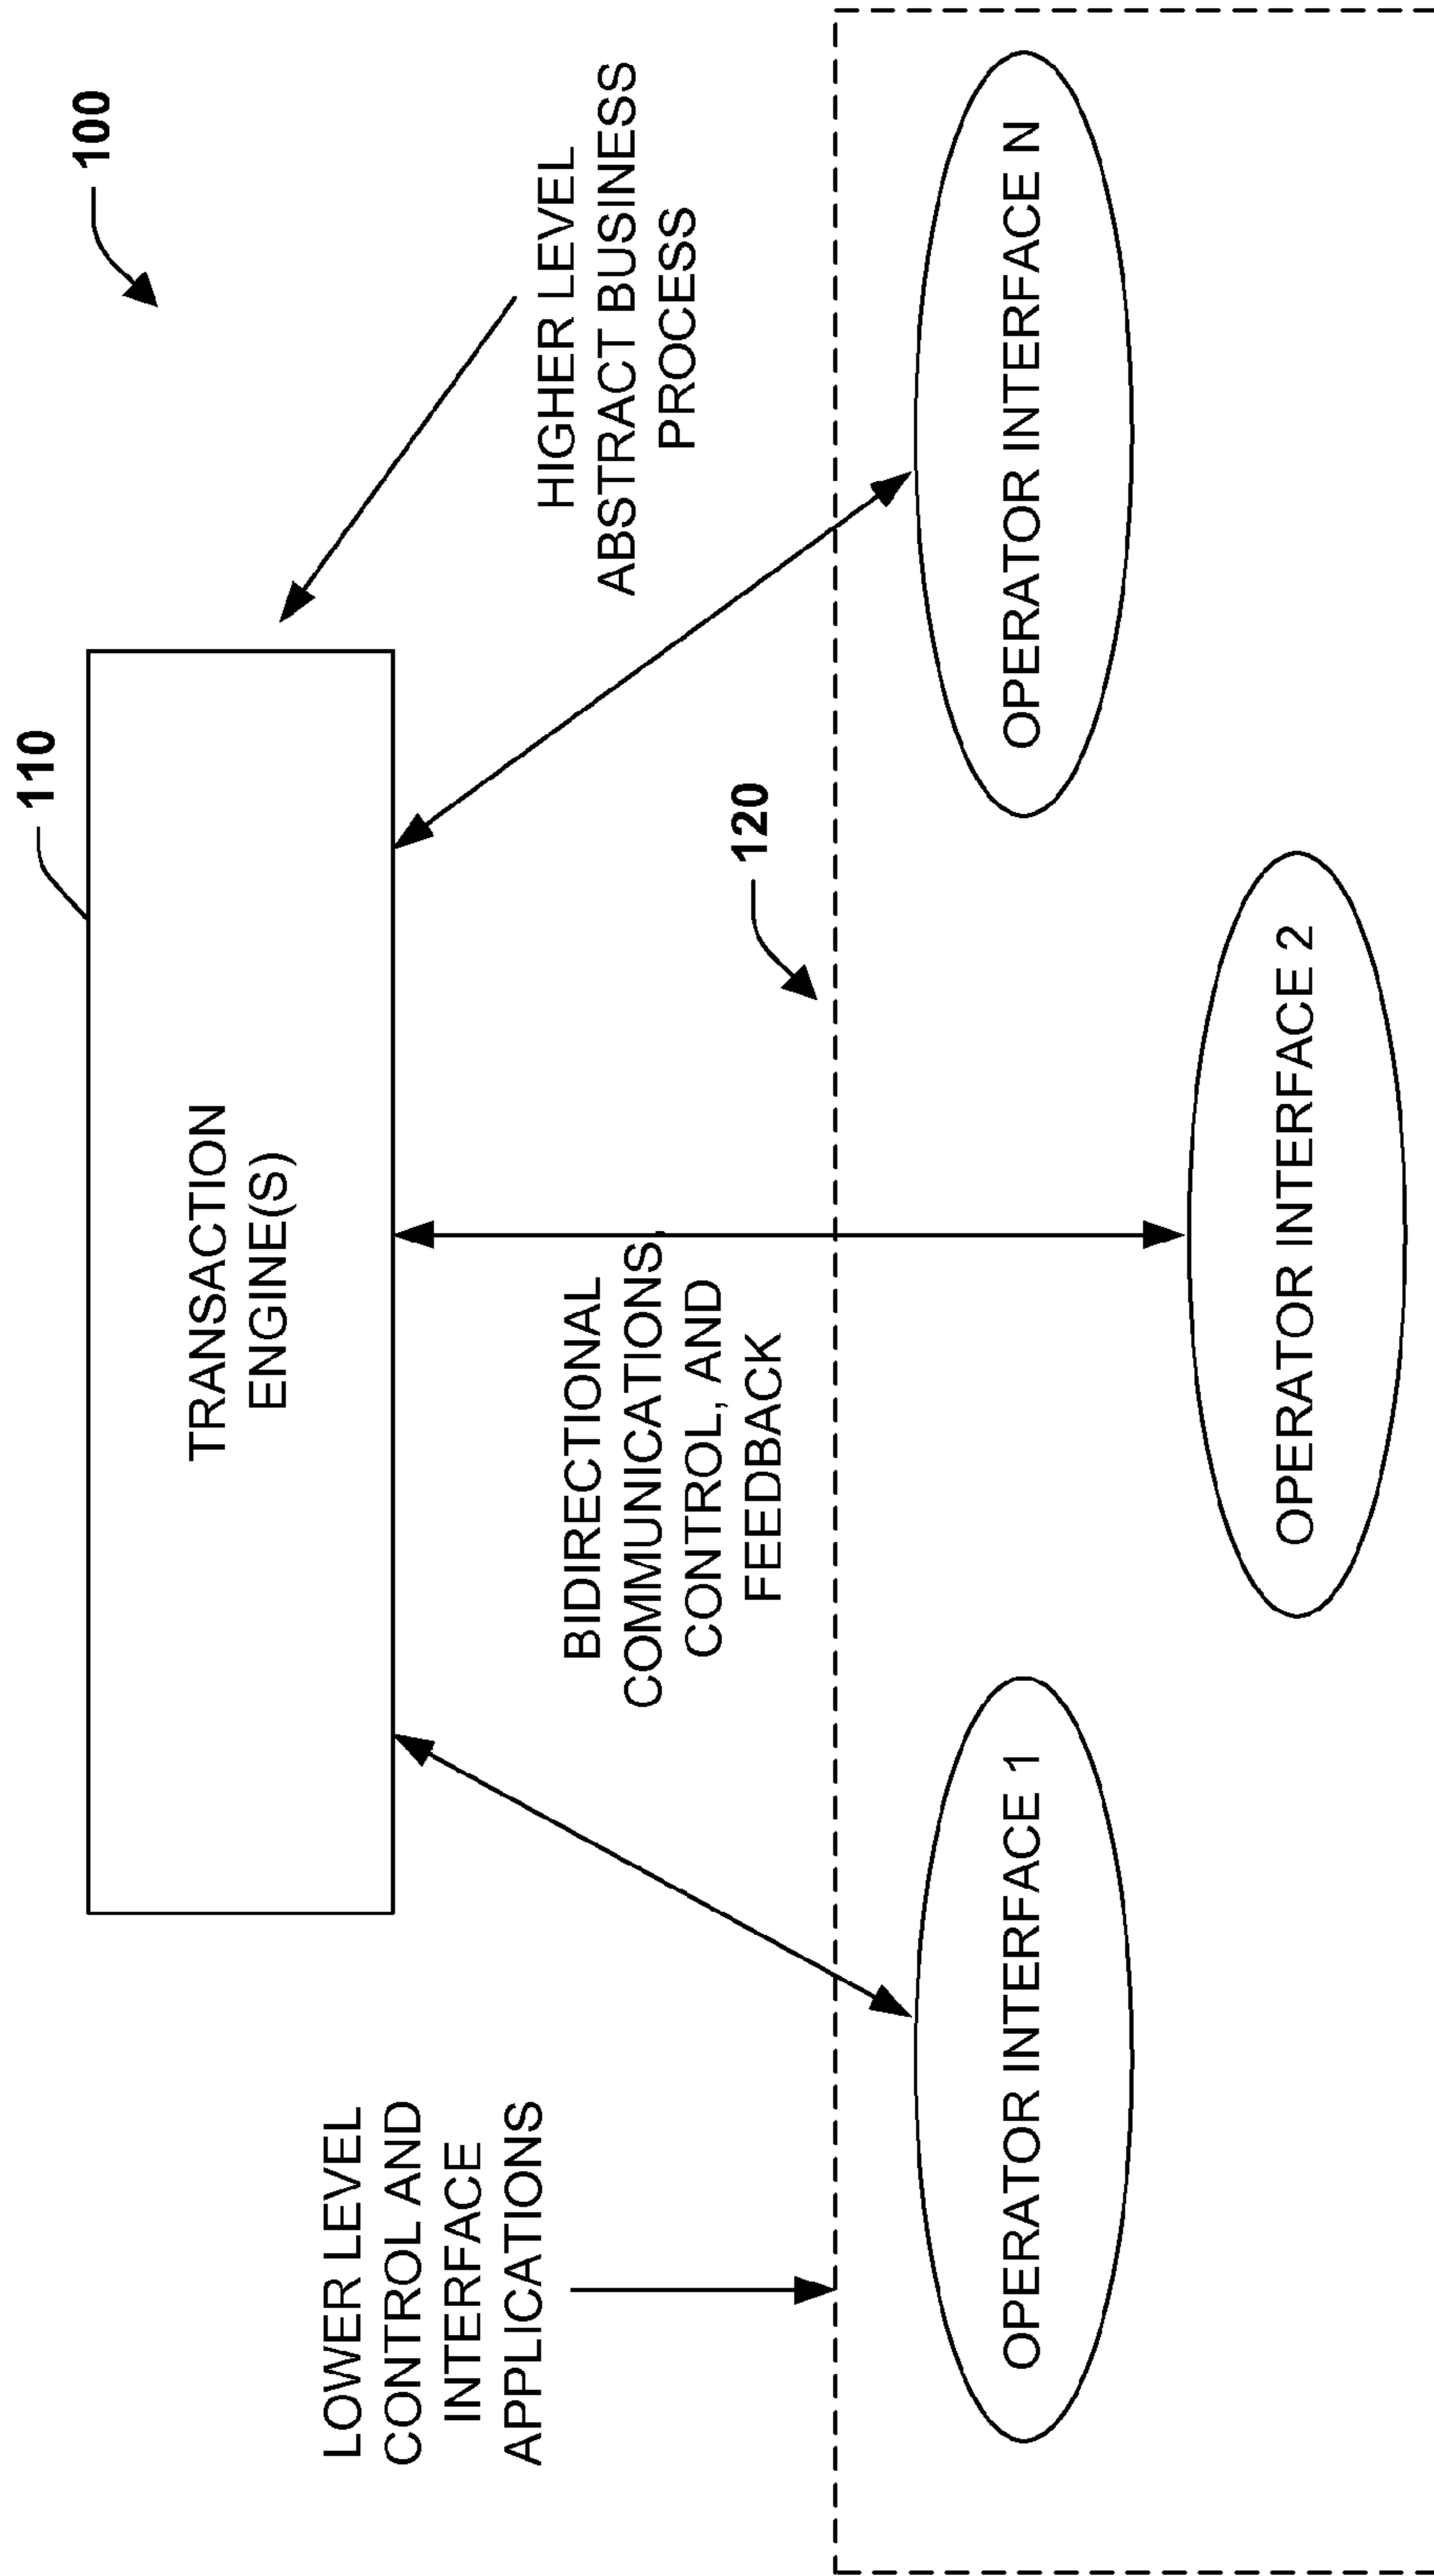 100
110
TRANSACTION
ENGINE(S)
HIGHER LEVEL
ABSTRACT BUSINESS
PROCESS
LOWER LEVEL
CONTROL AND
INTERFACE
APPLICATIONS
BIDIRECTIONAL
COMMUNICATIONS,
CONTROL, AND
FEEDBACK
120
OPERATOR INTERFACE 1
OPERATOR INTERFACE 2
OPERATOR INTERFACE N